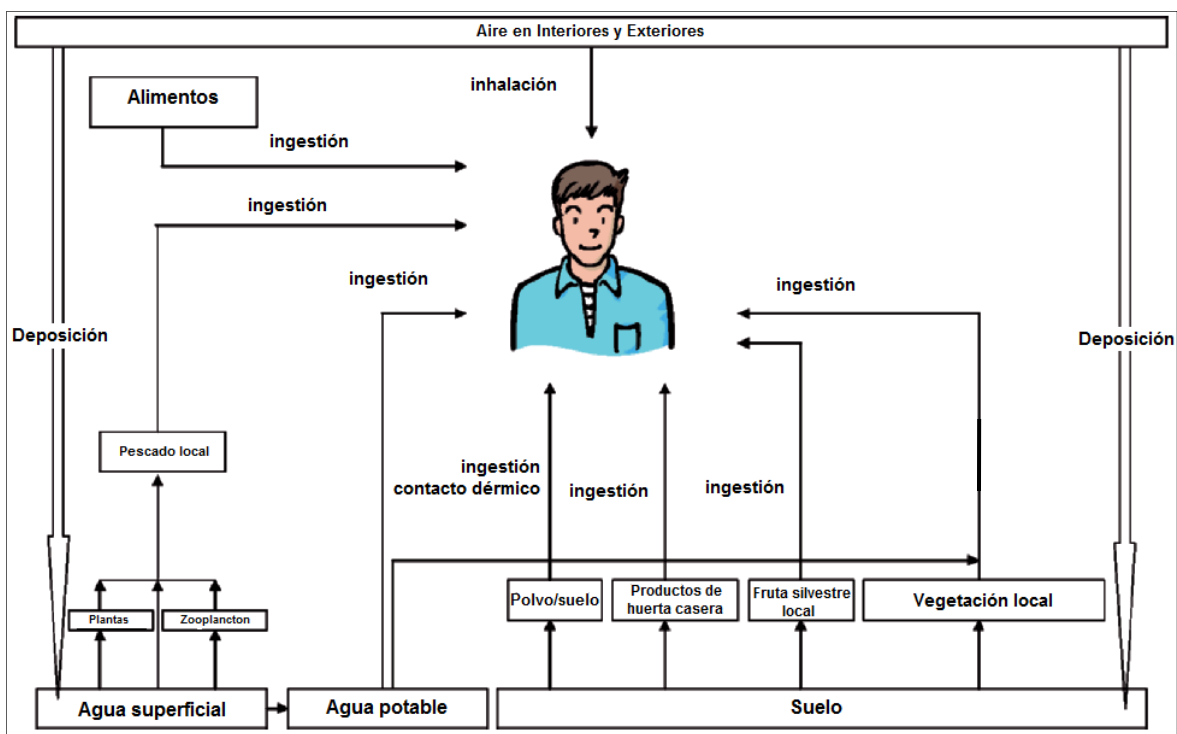 Aire en Interiores y Exteriores
inhalación
Alimentos
ingestión
ingestión
ingestión
ingestión
Deposición
Deposición
Pescado local
ingestión
contacto dérmico
ingestión
ingestión
Polvo/suelo
Productos de
huerta casera
Fruta silvestre
local
Vegetación local
Plantas
Zooplancton
Agua superficial
Agua potable
Suelo